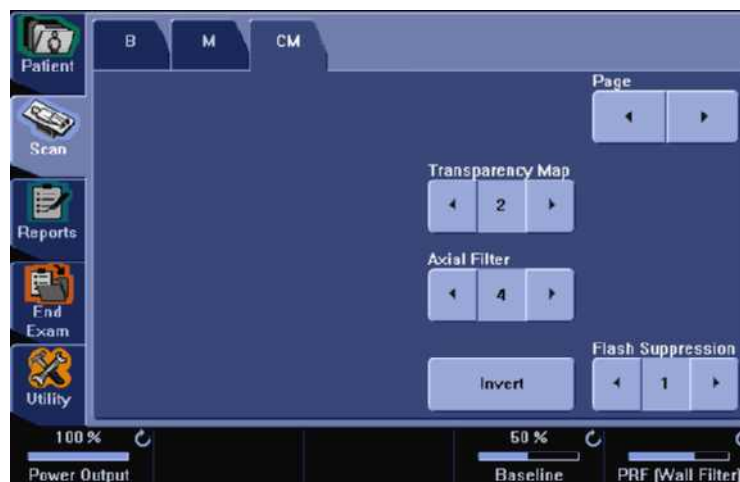 B M CM
Patient
Page
Scan
Transparency Map
2
Reports
Axial Filter
4
End
Exam
Flash Suppression
Invert
1
Utility
100 % 50 %
Power Output Baseline PRF (Wall Filter)